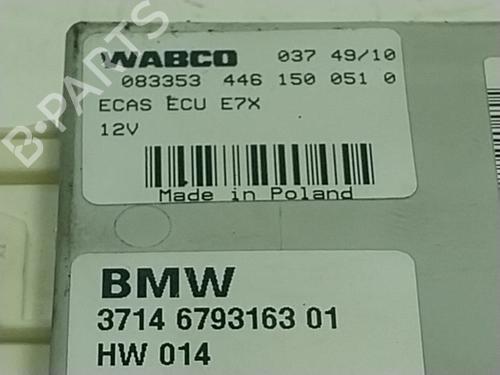 WABCO 037 49/10
083353 446 150 051 0
ECAS ECU E7X
12V
Made in Poland
BMW
3714 6793163 01
HW 014
B-PARTS